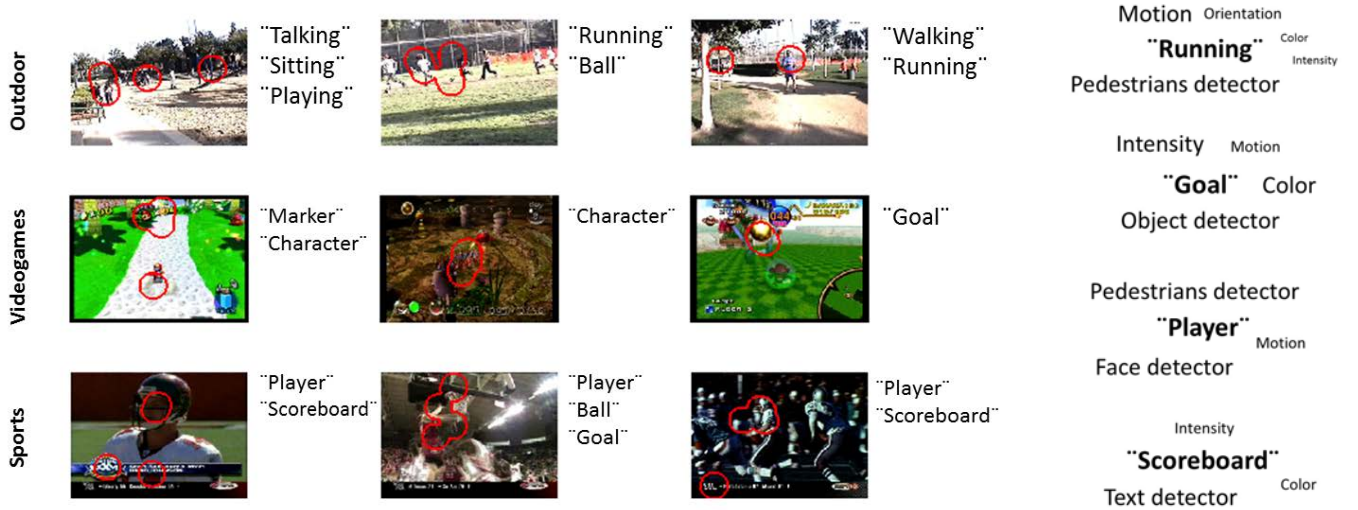 Outdoor
¨Talking¨
¨Sitting¨
¨Playing¨
¨Running¨
¨Ball¨
¨Walking¨
¨Running¨
Videogames
¨Marker¨
¨Character¨
¨Character¨
¨Goal¨
044
Sports
¨Player¨
¨Scoreboard¨
¨Player¨
¨Ball¨
¨Goal¨
¨Player¨
¨Scoreboard¨
Motion Orientation
¨Running¨ Color
Intensity
Pedestrians detector
Intensity Motion
¨Goal¨ Color
Object detector
Pedestrians detector
¨Player¨
Motion
Face detector
Intensity
¨Scoreboard¨
Color
Text detector